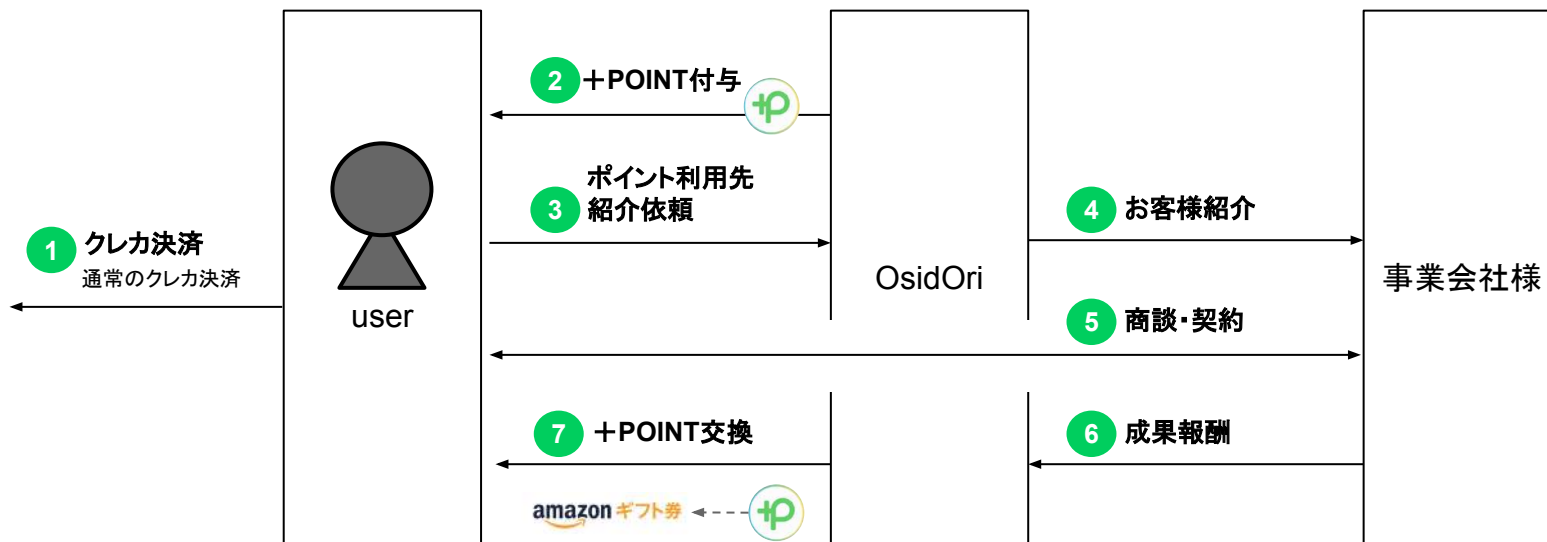 1 クレカ決済
通常のクレカ決済
user
2 ＋POINT付与
+P
3 ポイント利用先
紹介依頼
OsidOri
4 お客様紹介
事業会社様
5 商談・契約
6 成果報酬
7 ＋POINT交換
amazon ギフト券
+P